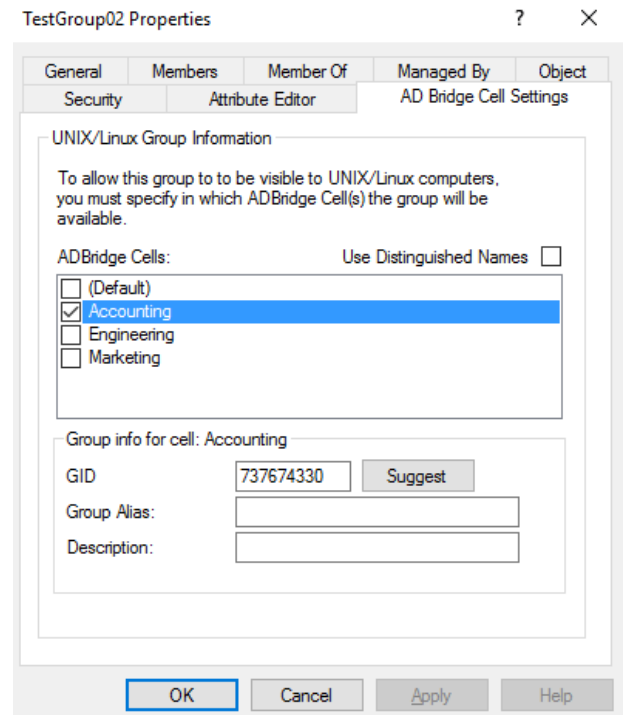 TestGroup02 Properties ? ×
General Members Member Of Managed By Object
Security Attribute Editor AD Bridge Cell Settings
UNIX/Linux Group Information
To allow this group to to be visible to UNIX/Linux computers,
you must specify in which ADBridge Cell(s) the group will be
available.
ADBridge Cells: Use Distinguished Names
(Default)
Accounting
Engineering
Marketing
Group info for cell: Accounting
GID 737674330 Suggest
Group Alias:
Description:
OK Cancel Apply Help